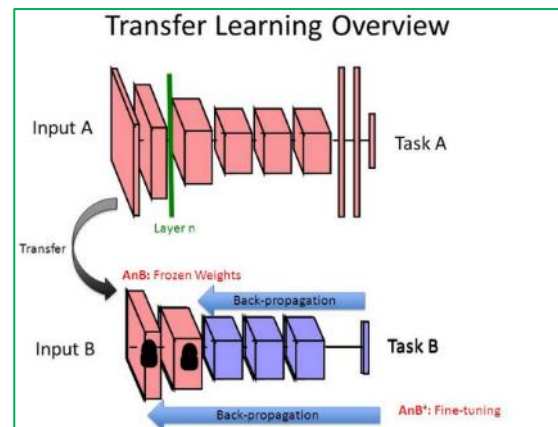 Transfer Learning Overview
Input A
Task A
Layer n
Transfer
AnB: Frozen Weights
Back-propagation
Input B
Task B
Back-propagation
AnB⁺: Fine-tuning